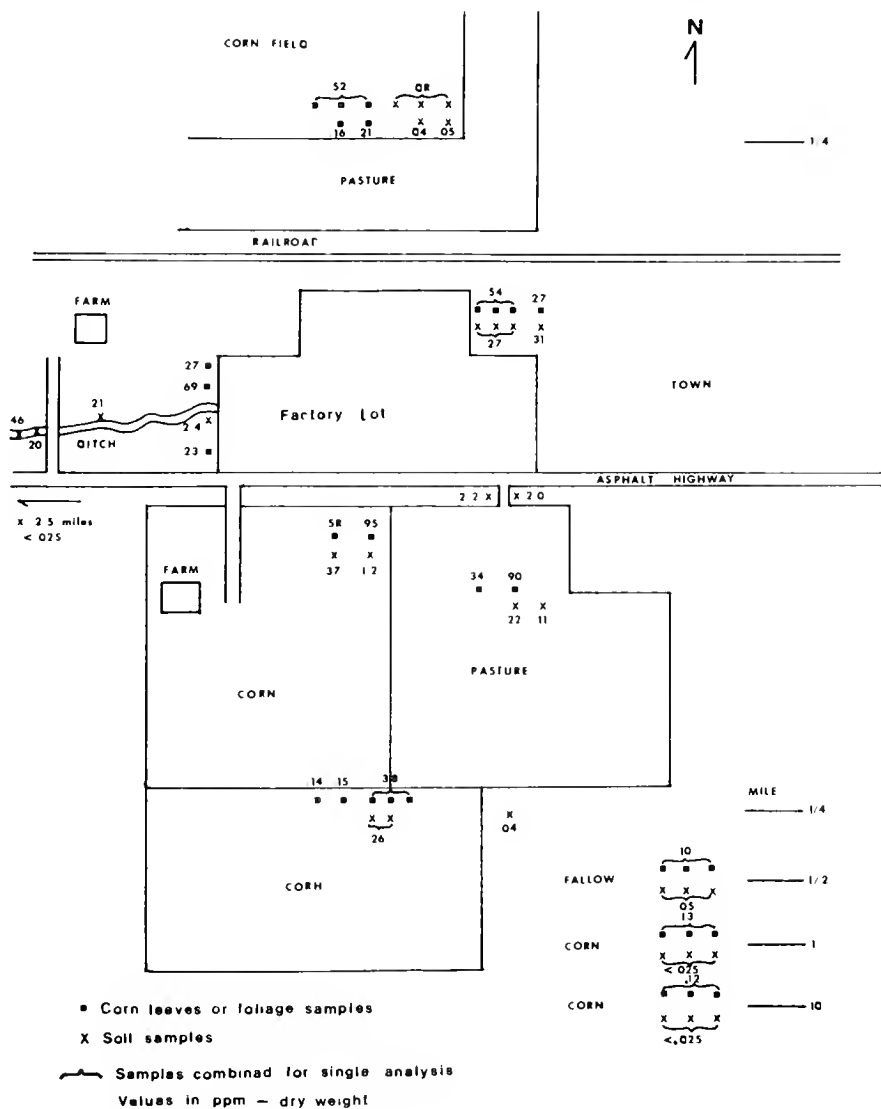 CORN FIELD
N
52 08
16 21 04 05
1/4
PASTURE
RAILROAD
FARM
54 27
27 31
27
69
TOWN
21
Factory Lot
46
24
20
DITCH
23
ASPHALT HIGHWAY
22 X X 20
x 25 miles
< 025
58 95
FARM
37 1.2
34 90
22 11
PASTURE
CORN
14 15 38
MILE
1/4
04
26
10
FALLOW
1/2
CORN
05
13
CORN
1
< 025
.12
CORN
10
<.025
■ Corn leaves or foliage samples
X Soil samples
Samples combined for single analysis
Values in ppm — dry weight